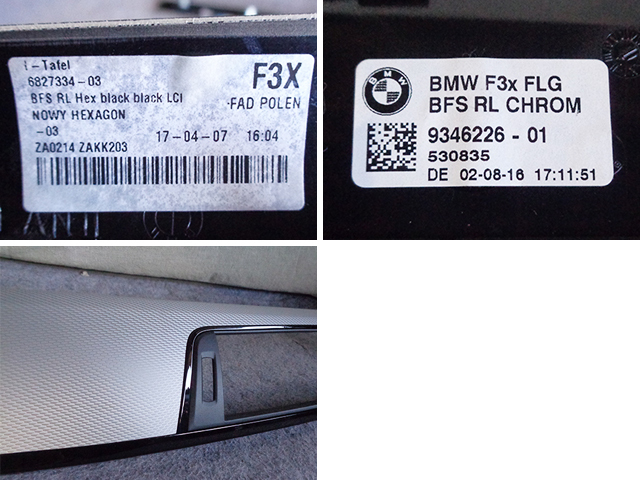 I-Tafel
6827334-03
BFS RL Hex black black LCI
NOWY HEXAGON
-03
ZA0214 ZAKK203
17-04-07 16:04
F3X
FAD POLEN
BMW
BMW F3x FLG
BFS RL CHROM
9346226 - 01
530835
DE 02-08-16 17:11:51